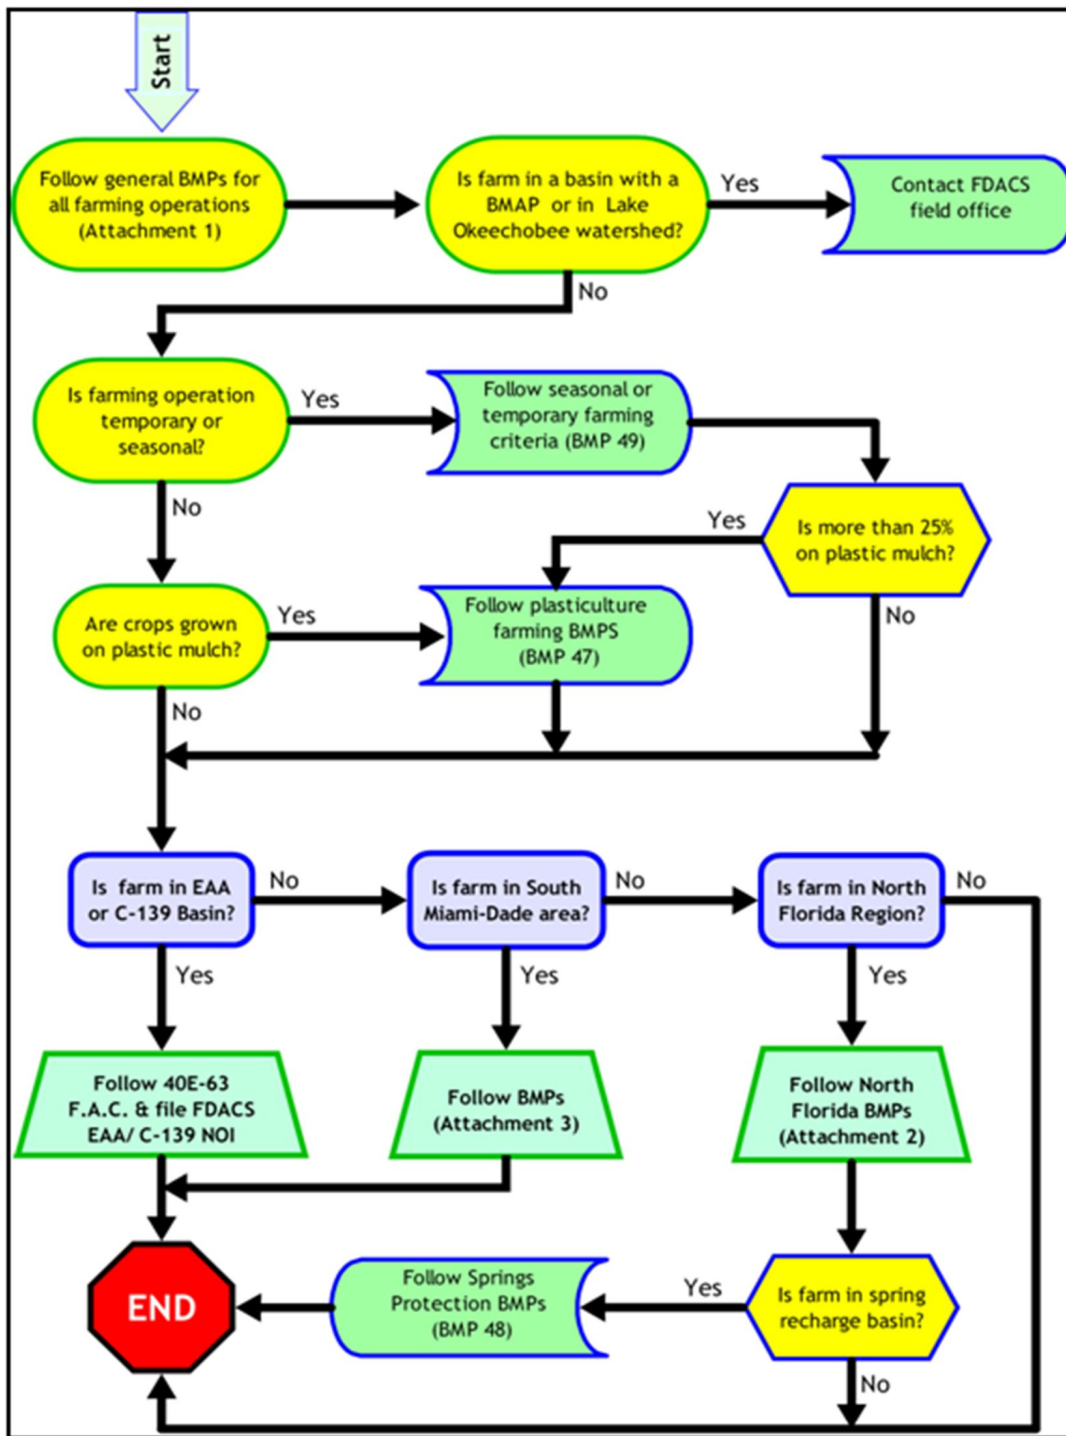 Start
Follow general BMPs for
all farming operations
(Attachment 1)
Is farm in a basin with a
BMAP or in Lake
Okeechobee watershed?
Yes
Contact FDACS
field office
No
Is farming operation
temporary or
seasonal?
Yes
Follow seasonal or
temporary farming
criteria (BMP 49)
No
Yes
Is more than 25%
on plastic mulch?
Are crops grown
on plastic mulch?
Yes
Follow plasticulture
farming BMPS
(BMP 47)
No
No
Is farm in EAA
or C-139 Basin?
No
Is farm in South
Miami-Dade area?
No
Is farm in North
Florida Region?
No
Yes
Yes
Yes
Follow 40E-63
F.A.C. & file FDACS
EAA/ C-139 NOI
Follow BMPs
(Attachment 3)
Follow North
Florida BMPs
(Attachment 2)
END
Follow Springs
Protection BMPs
(BMP 48)
Yes
Is farm in spring
recharge basin?
No